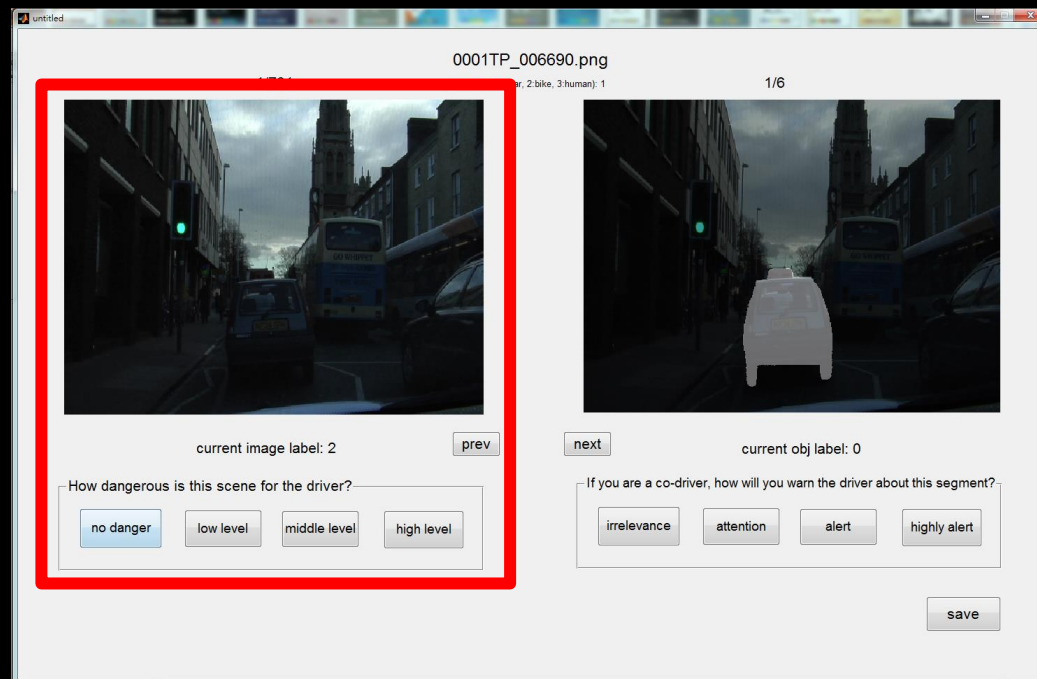 untitled
0001TP_006690.png
2:bike, 3:human): 1
1/6
current image label: 2
prev
next
current obj label: 0
How dangerous is this scene for the driver?
no danger
low level
middle level
high level
If you are a co-driver, how will you warn the driver about this segment?
irrelevance
attention
alert
highly alert
save